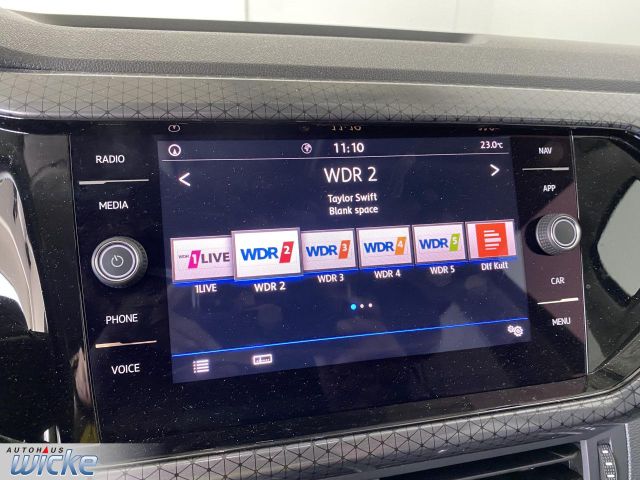 RADIO
MEDIA
PHONE
VOICE
11:10
23.0°C
WDR 2
Taylor Swift
Blank space
WDR 1LIVE
WDR 2
WDR 3
WDR 4
WDR 5
1LIVE
WDR 2
WDR 3
WDR 4
WDR 5
Dlf Kult
NAV
APP
CAR
MENU
AUTOHAUS
WICKE